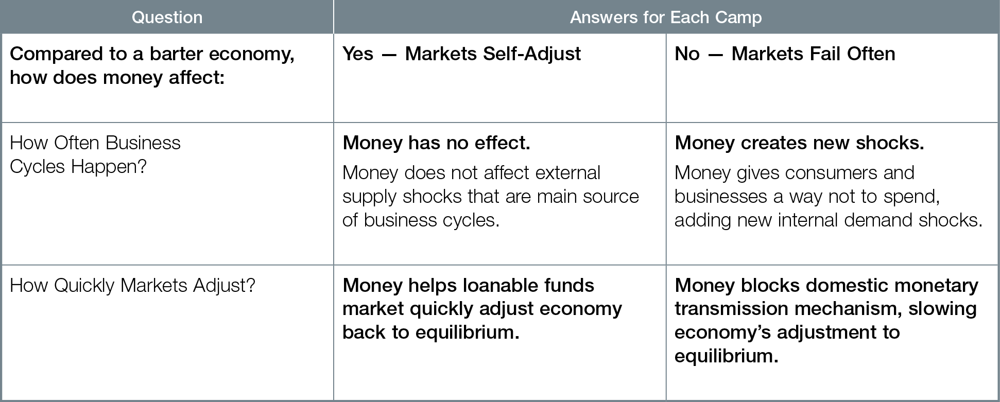 Question
Answers for Each Camp
Compared to a barter economy,
how does money affect:
Yes — Markets Self-Adjust
No — Markets Fail Often
How Often Business
Cycles Happen?
Money has no effect.
Money does not affect external
supply shocks that are main source
of business cycles.
Money creates new shocks.
Money gives consumers and
businesses a way not to spend,
adding new internal demand shocks.
How Quickly Markets Adjust?
Money helps loanable funds
market quickly adjust economy
back to equilibrium.
Money blocks domestic monetary
transmission mechanism, slowing
economy’s adjustment to
equilibrium.